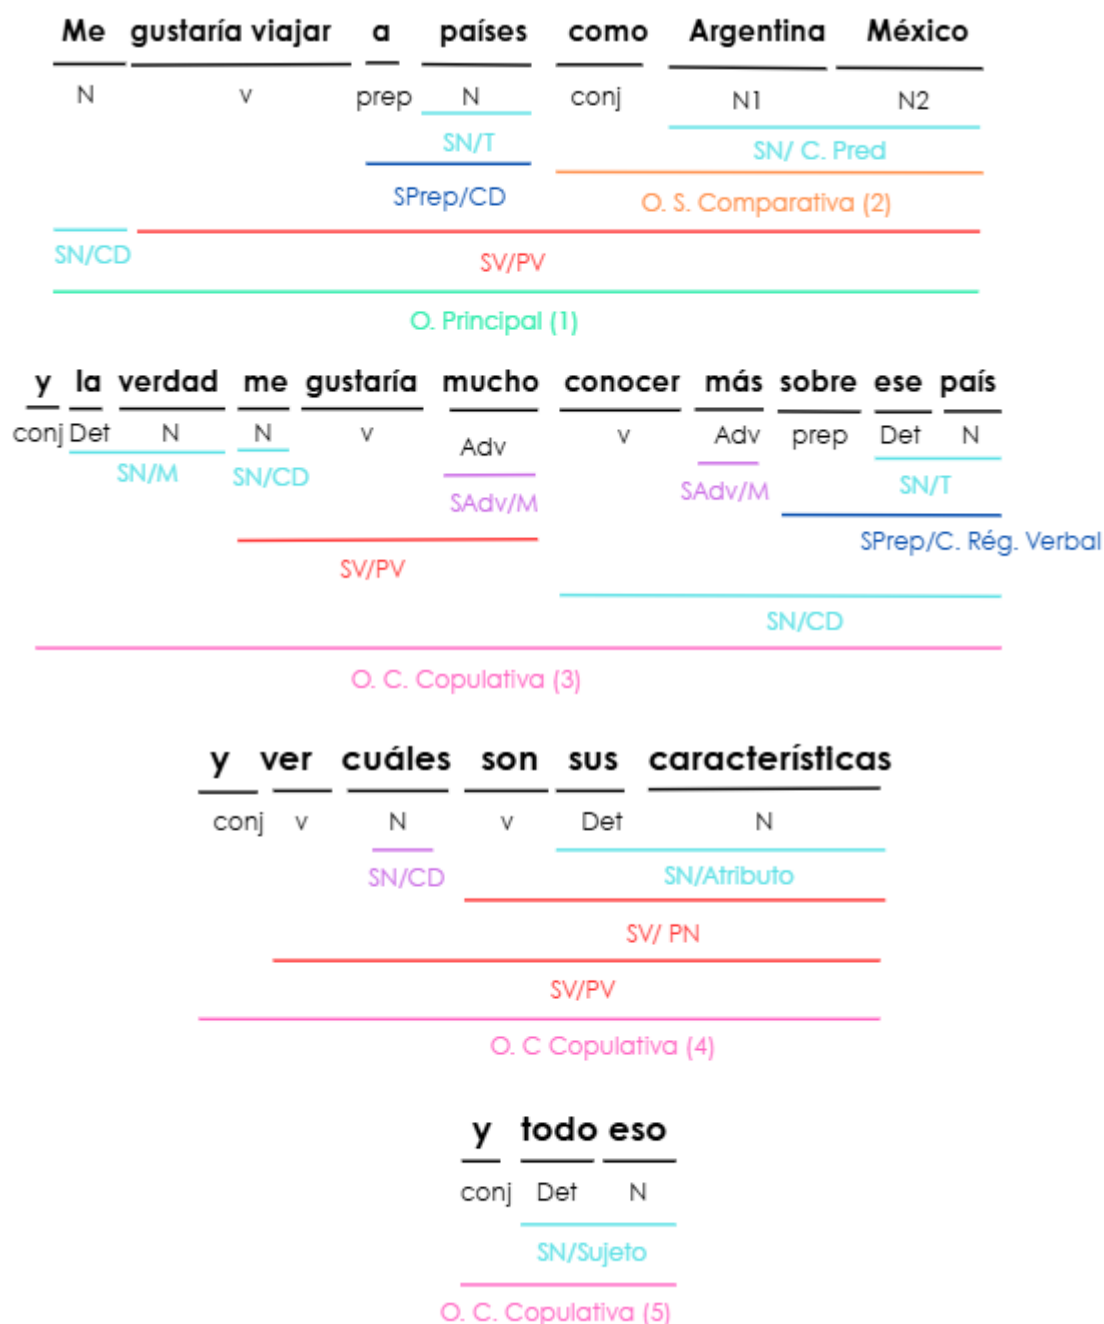 Me gustaría viajar a países como Argentina México
N v prep N conj N1 N2
SN/T SN/ C. Pred
SPrep/CD O. S. Comparativa (2)
SN/CD SV/PV
O. Principal (1)
y la verdad me gustaría mucho conocer más sobre ese país
conj Det N N v Adv v Adv prep Det N
SN/M SN/CD SAdv/M SAdv/M SN/T
SV/PV SPrep/C. Rég. Verbal
SN/CD
O. C. Copulativa (3)
y ver cuáles son sus característícas
conj v N v Det N
SN/CD SN/Atributo
SV/ PN
SV/PV
O. C Copulativa (4)
y todo eso
conj Det N
SN/Sujeto
O. C. Copulativa (5)